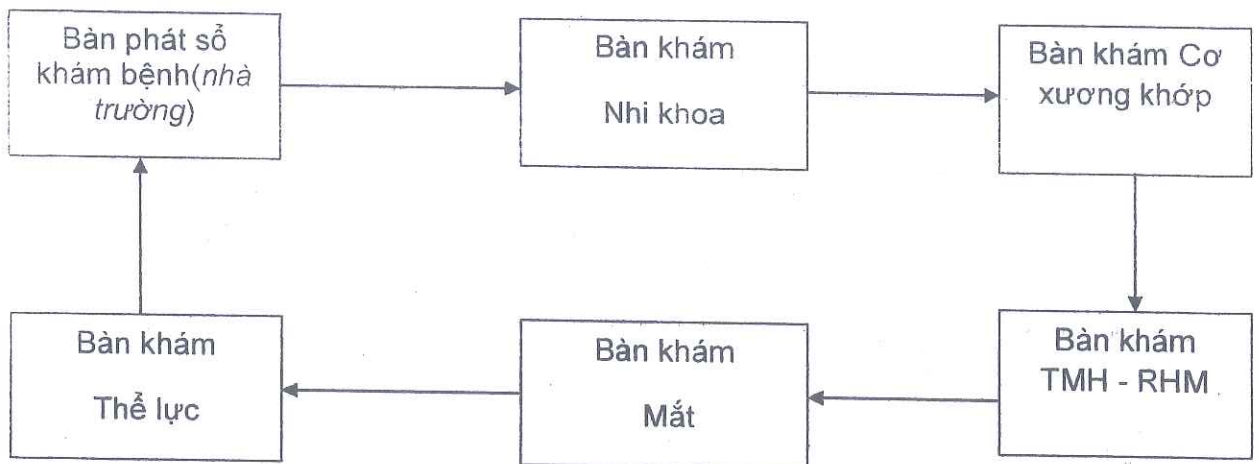 Bàn phát sổ
khám bệnh(nhà
trường)
Bàn khám
Nhi khoa
Bàn khám Cơ
xương khớp
Bàn khám
TMH - RHM
Bàn khám
Mắt
Bàn khám
Thể lực